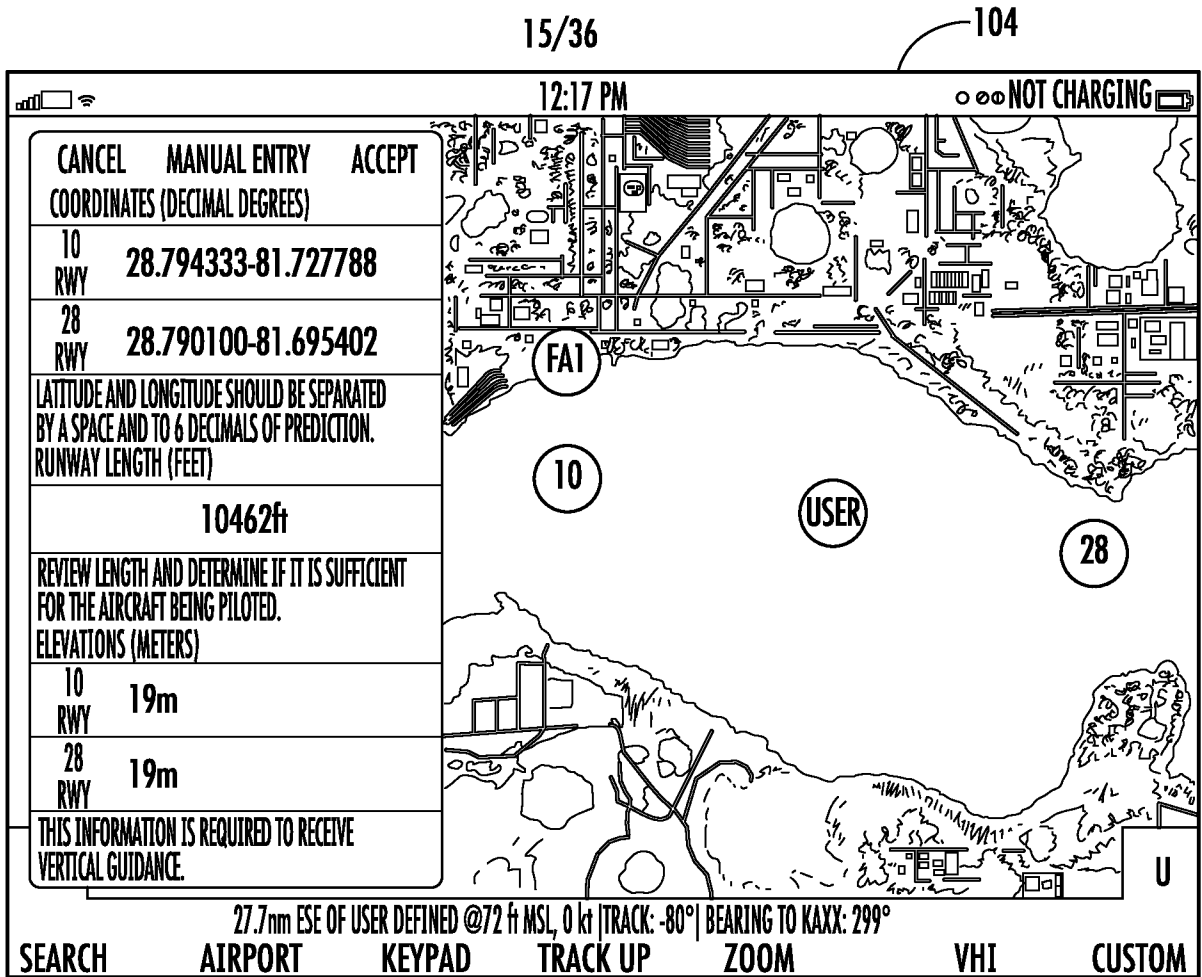 15/36
104
12:17 PM
NOT CHARGING
CANCEL MANUAL ENTRY ACCEPT
COORDINATES (DECIMAL DEGREES)
10
RWY
28.794333-81.727788
28
RWY
28.790100-81.695402
LATITUDE AND LONGITUDE SHOULD BE SEPARATED
BY A SPACE AND TO 6 DECIMALS OF PREDICTION.
RUNWAY LENGTH (FEET)
10462ft
REVIEW LENGTH AND DETERMINE IF IT IS SUFFICIENT
FOR THE AIRCRAFT BEING PILOTED.
ELEVATIONS (METERS)
10
RWY
19m
28
RWY
19m
THIS INFORMATION IS REQUIRED TO RECEIVE
VERTICAL GUIDANCE.
FA1
10
USER
28
U
27.7nm ESE OF USER DEFINED @72 ft MSL, 0 kt |TRACK: -80°| BEARING TO KAXX: 299°
SEARCH AIRPORT KEYPAD TRACK UP ZOOM VHI CUSTOM